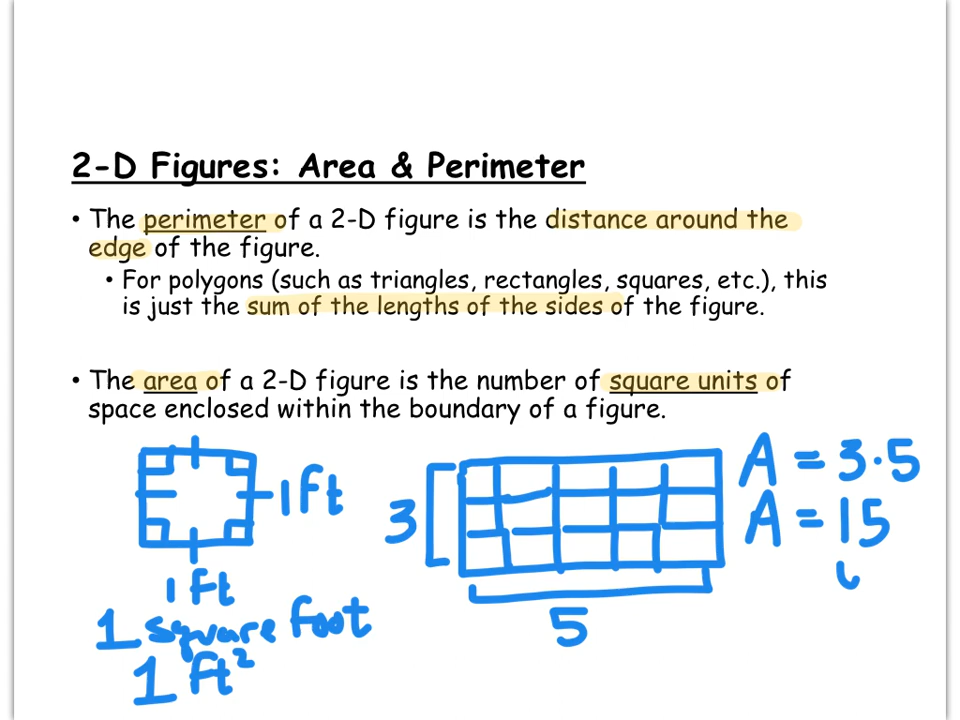 2-D Figures: Area & Perimeter
• The perimeter of a 2-D figure is the distance around the
edge of the figure.
• For polygons (such as triangles, rectangles, squares, etc.), this
is just the sum of the lengths of the sides of the figure.
• The area of a 2-D figure is the number of square units of
space enclosed within the boundary of a figure.
1 ft
1 ft
1 square foot
1 ft²
3
5
A = 3·5
A = 15